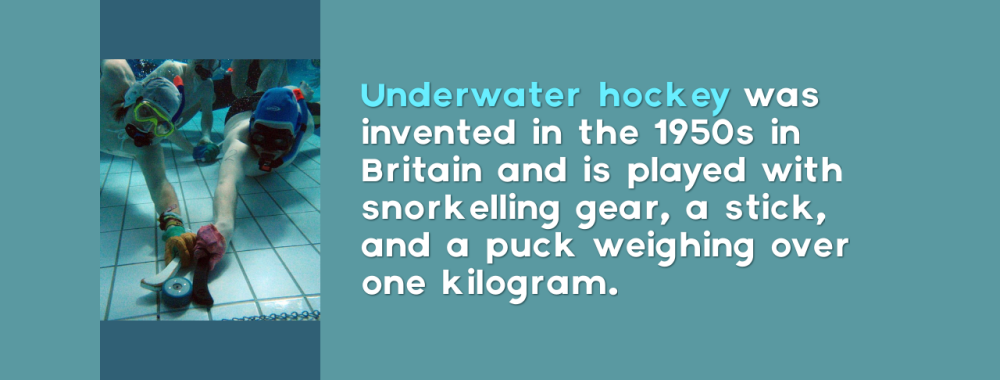 Underwater hockey was
invented in the 1950s in
Britain and is played with
snorkelling gear, a stick,
and a puck weighing over
one kilogram.